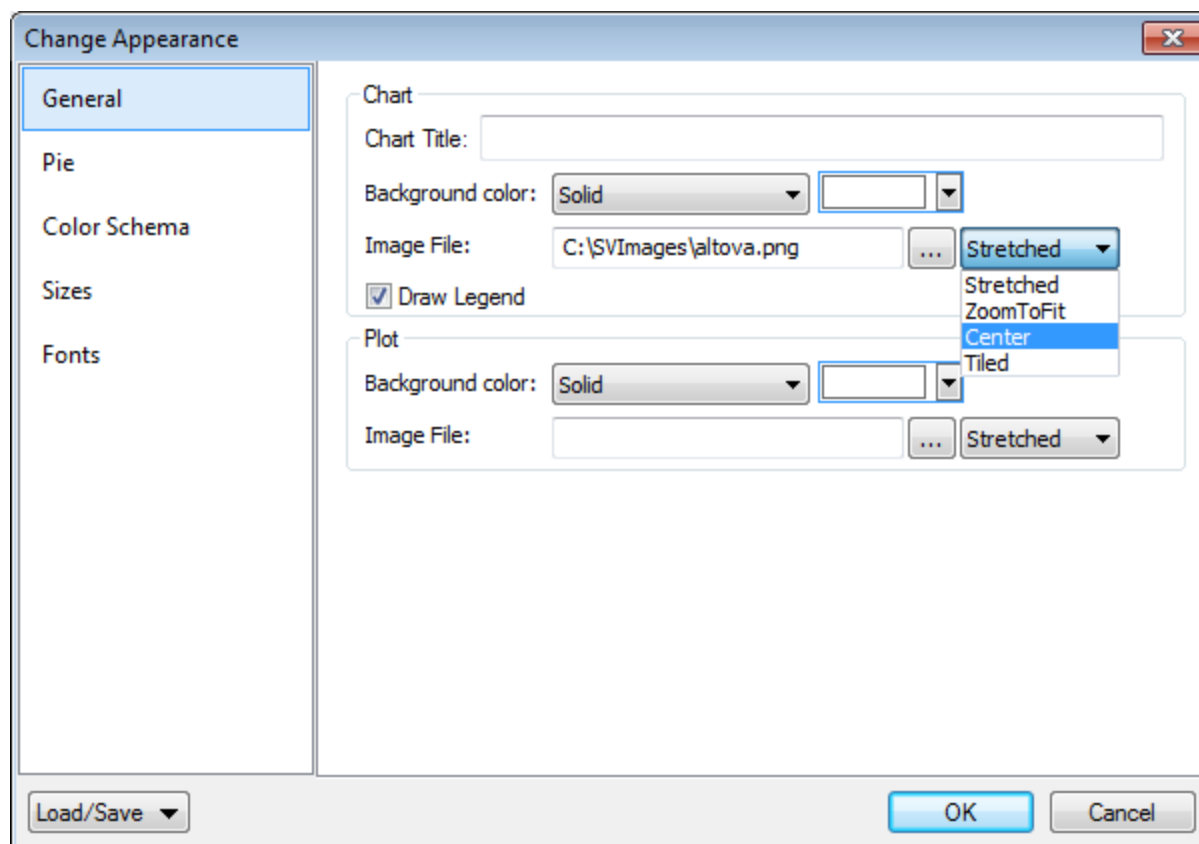 Change Appearance
General
Pie
Color Schema
Sizes
Fonts
Chart
Chart Title:
Background color: Solid
Image File: C:\SVImages\altova.png ... Stretched
Stretched
ZoomToFit
Center
Tiled
Draw Legend
Plot
Background color: Solid
Image File: ... Stretched
Load/Save OK Cancel